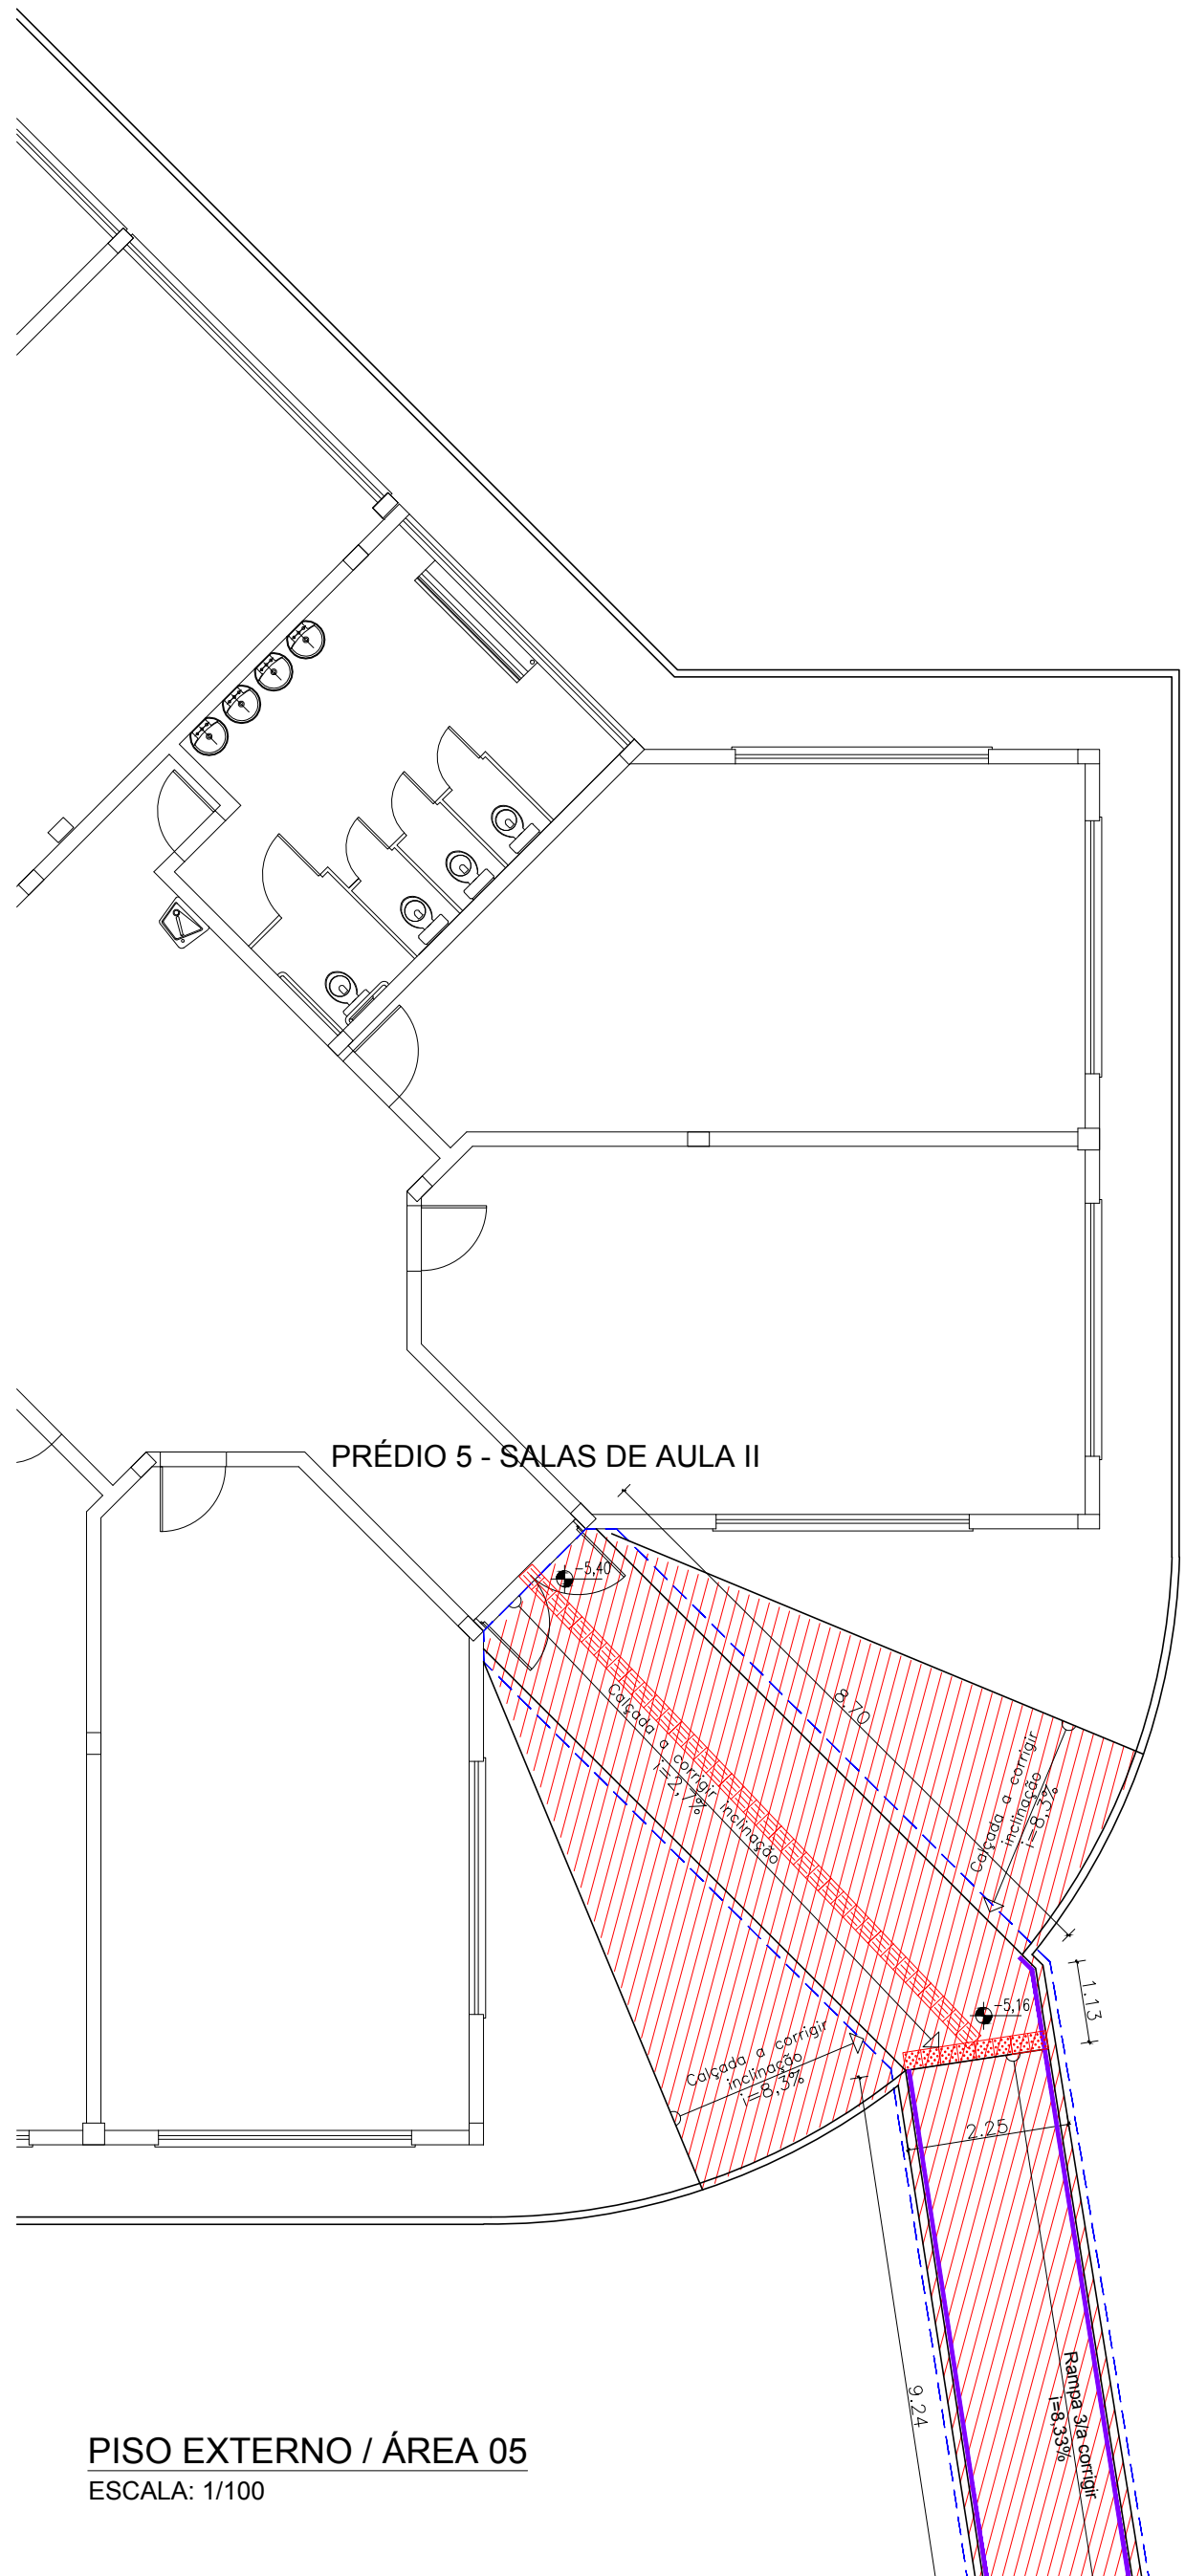 PRÉDIO 5 - SALAS DE AULA II
-5,40
8.70
Calçada a corrigir inclinação
i=2,7%
Calçada a corrigir
inclinação
i=8,3%
1.13
-5,16
Calçada a corrigir
inclinação
i=8,3%
2.25
9.24
Rampa 3/a corrigir
i=8,33%
PISO EXTERNO / ÁREA 05
ESCALA: 1/100